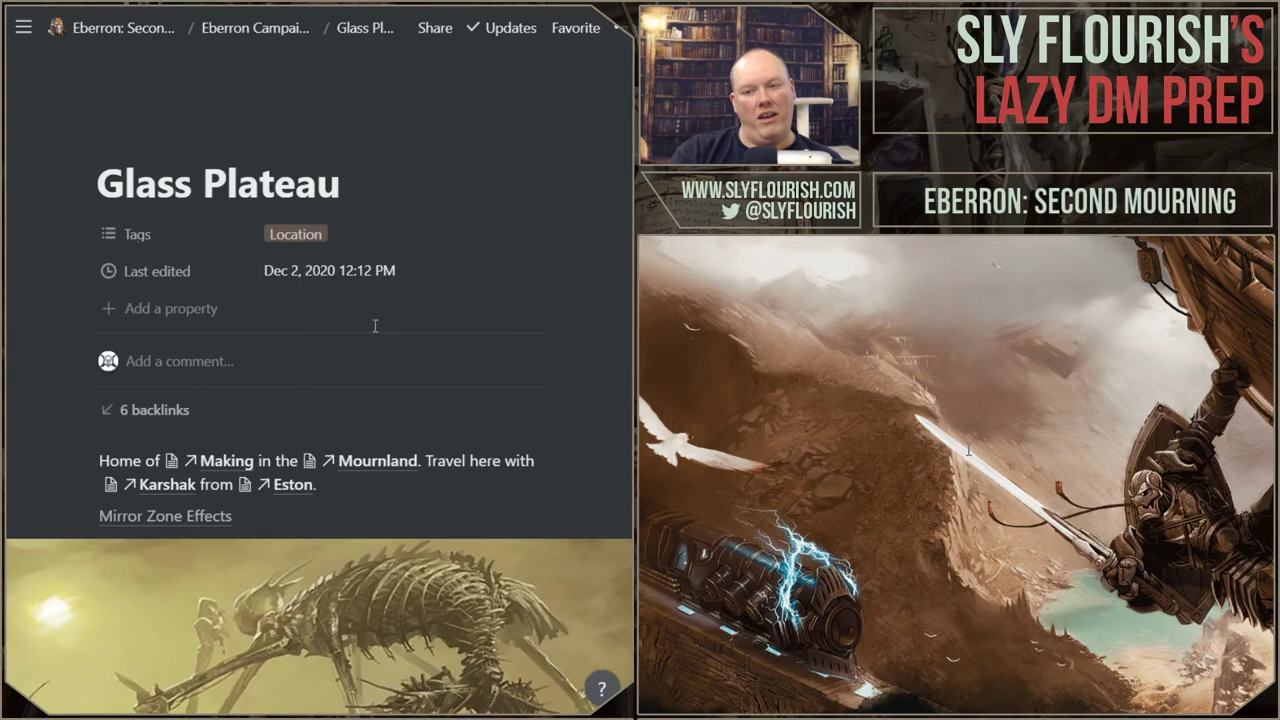 Eberron: Secon... / Eberron Campai... / Glass Pl... Share Updates Favorite
Glass Plateau
Tags Location
Last edited Dec 2, 2020 12:12 PM
Add a property
Add a comment...
6 backlinks
Home of Making in the Mournland. Travel here with
Karshak from Eston.
Mirror Zone Effects
?
SLY FLOURISH'S
LAZY DM PREP
WWW.SLYFLOURISH.COM
@SLYFLOURISH
EBERRON: SECOND MOURNING